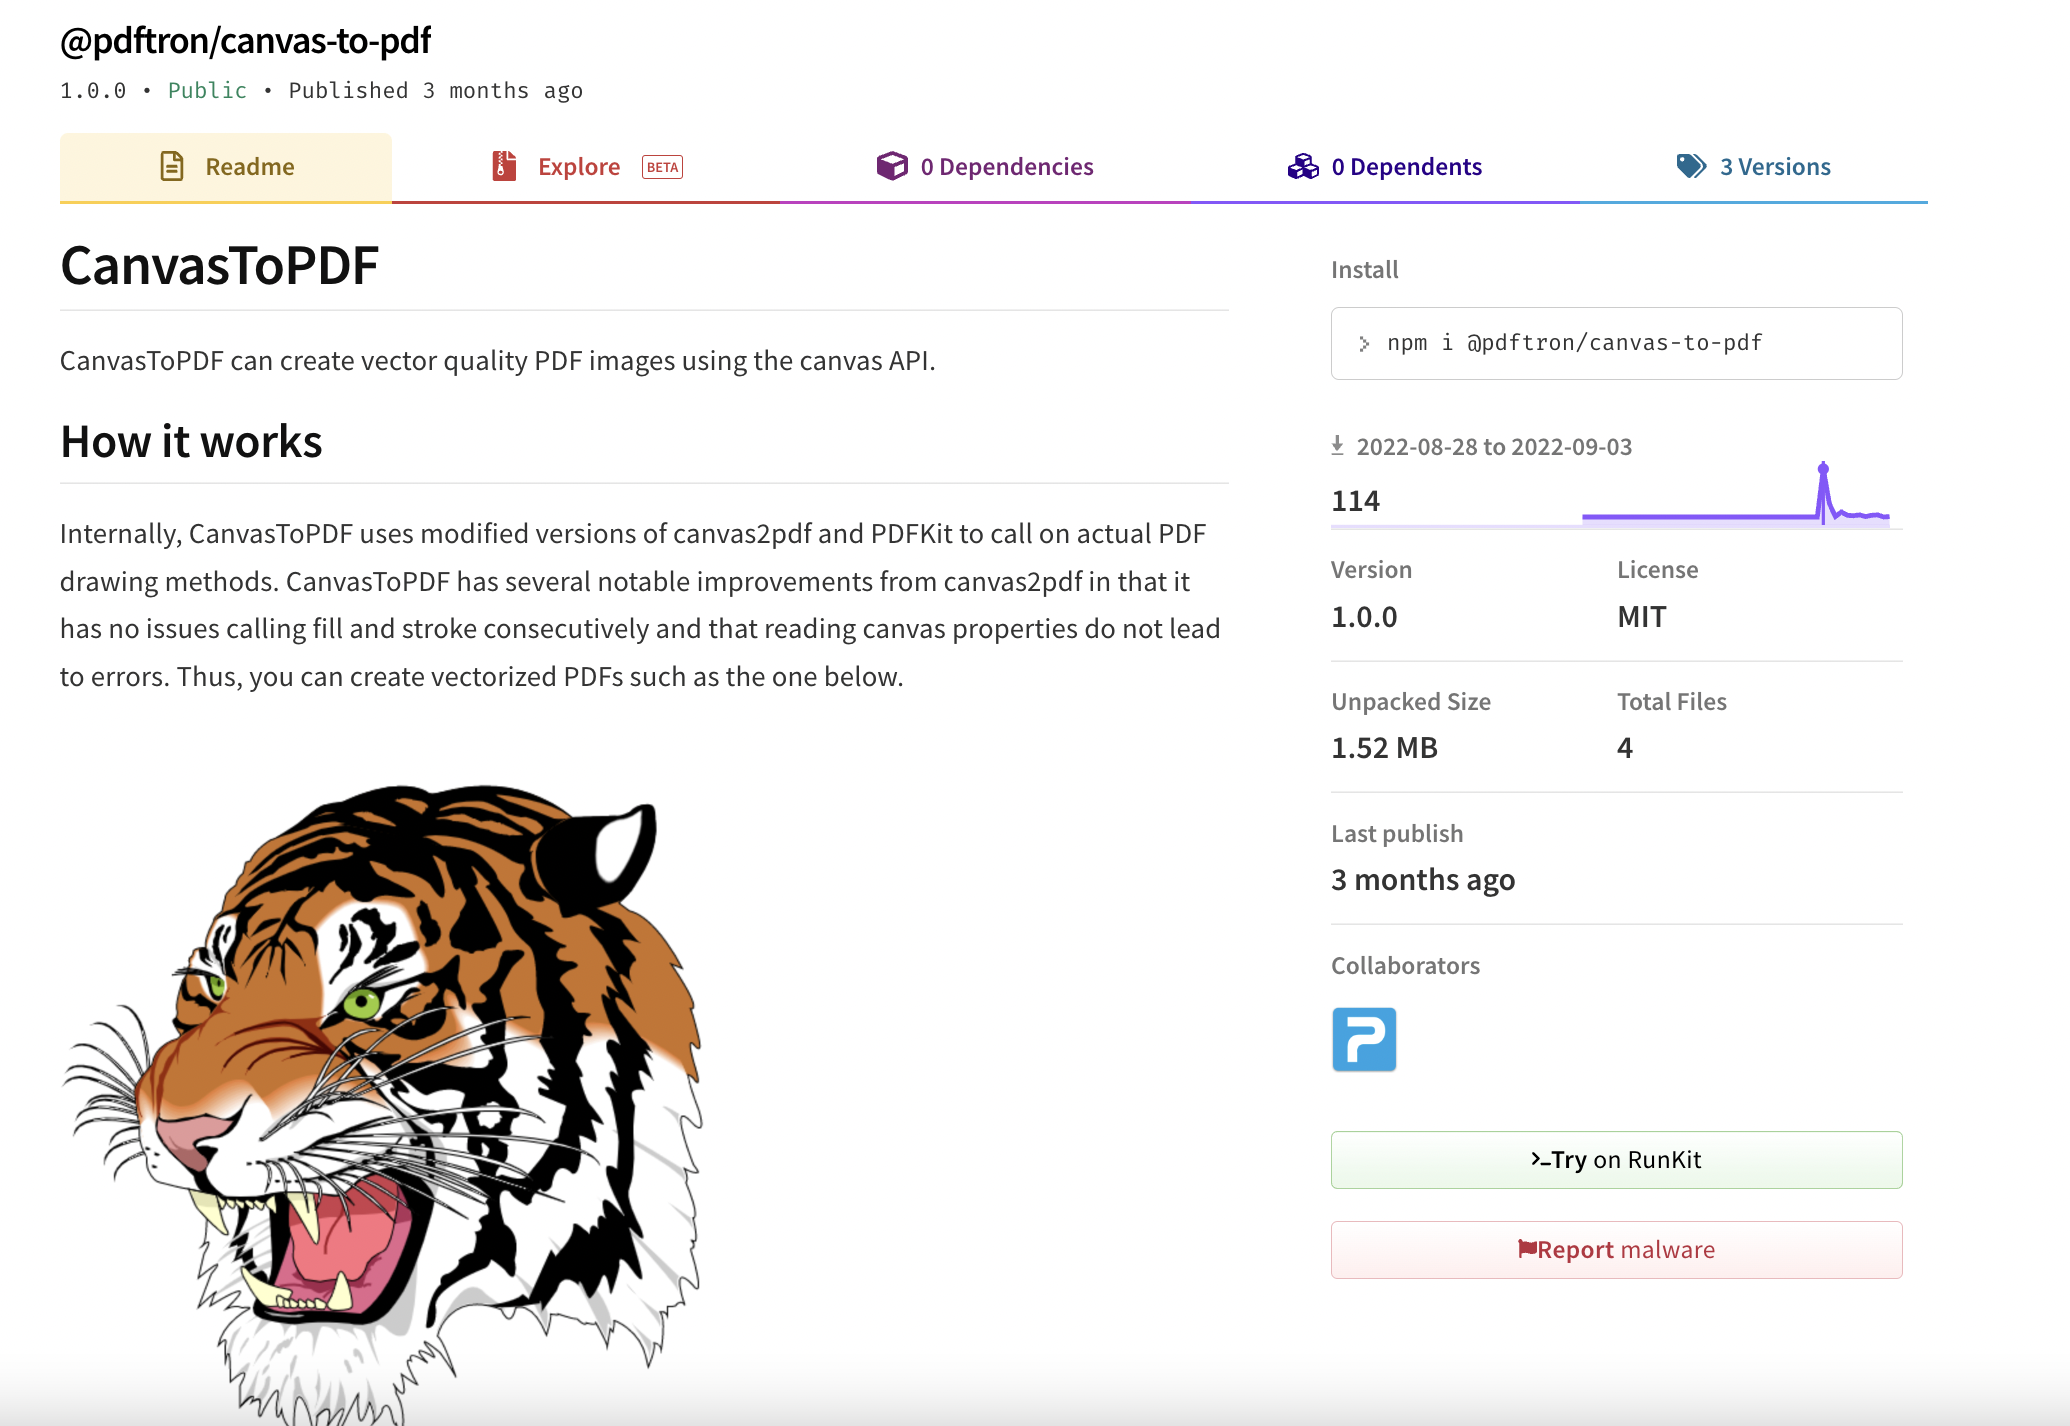 @pdftron/canvas-to-pdf
1.0.0 • Public • Published 3 months ago
Readme
Explore BETA
0 Dependencies
0 Dependents
3 Versions
CanvasToPDF
CanvasToPDF can create vector quality PDF images using the canvas API.
How it works
Internally, CanvasToPDF uses modified versions of canvas2pdf and PDFKit to call on actual PDF
drawing methods. CanvasToPDF has several notable improvements from canvas2pdf in that it
has no issues calling fill and stroke consecutively and that reading canvas properties do not lead
to errors. Thus, you can create vectorized PDFs such as the one below.
Install
npm i @pdftron/canvas-to-pdf
2022-08-28 to 2022-09-03
114
Version
1.0.0
License
MIT
Unpacked Size
1.52 MB
Total Files
4
Last publish
3 months ago
Collaborators
Try on RunKit
Report malware